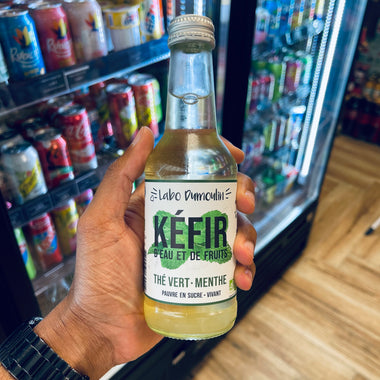 Labo Dumoulin
KÉFIR
D'EAU ET DE FRUITS
THÉ VERT • MENTHE
PAUVRE EN SUCRE • VIVANT